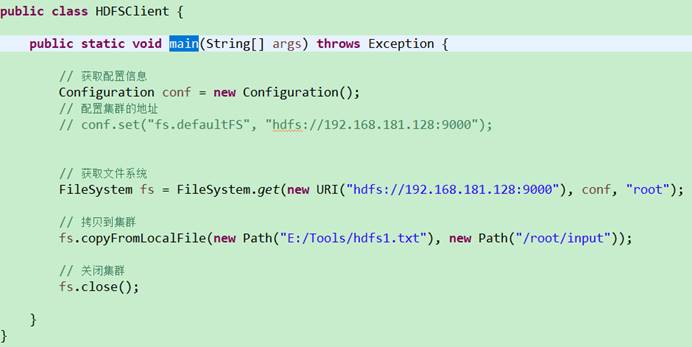 public class HDFSClient {
public static void main(String[] args) throws Exception {
// 获取配置信息
Configuration conf = new Configuration();
// 配置集群的地址
// conf.set("fs.defaultFS", "hdfs://192.168.181.128:9000");
// 获取文件系统
FileSystem fs = FileSystem.get(new URI("hdfs://192.168.181.128:9000"), conf, "root");
// 拷贝到集群
fs.copyFromLocalFile(new Path("E:/Tools/hdfs1.txt"), new Path("/root/input"));
// 关闭集群
fs.close();
}
}